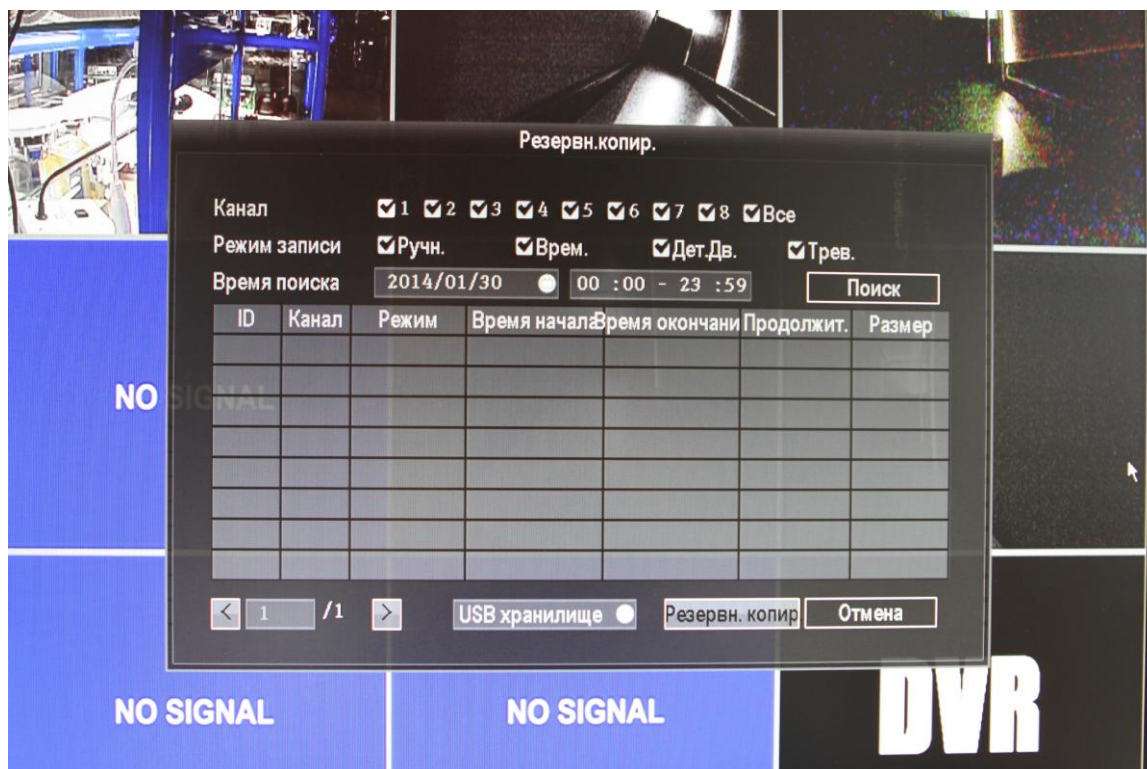 Резервн.копир.
Канал 1 2 3 4 5 6 7 8 Все
Режим записи Ручн. Врем. Дет.Дв. Трев.
Время поиска 2014/01/30 00 :00 - 23 :59 Поиск
ID Канал Режим Время начала Время окончани Продолжит. Размер
NO SIGNAL
< 1 /1 > USB хранилище Резервн. копир Отмена
NO SIGNAL NO SIGNAL DVR